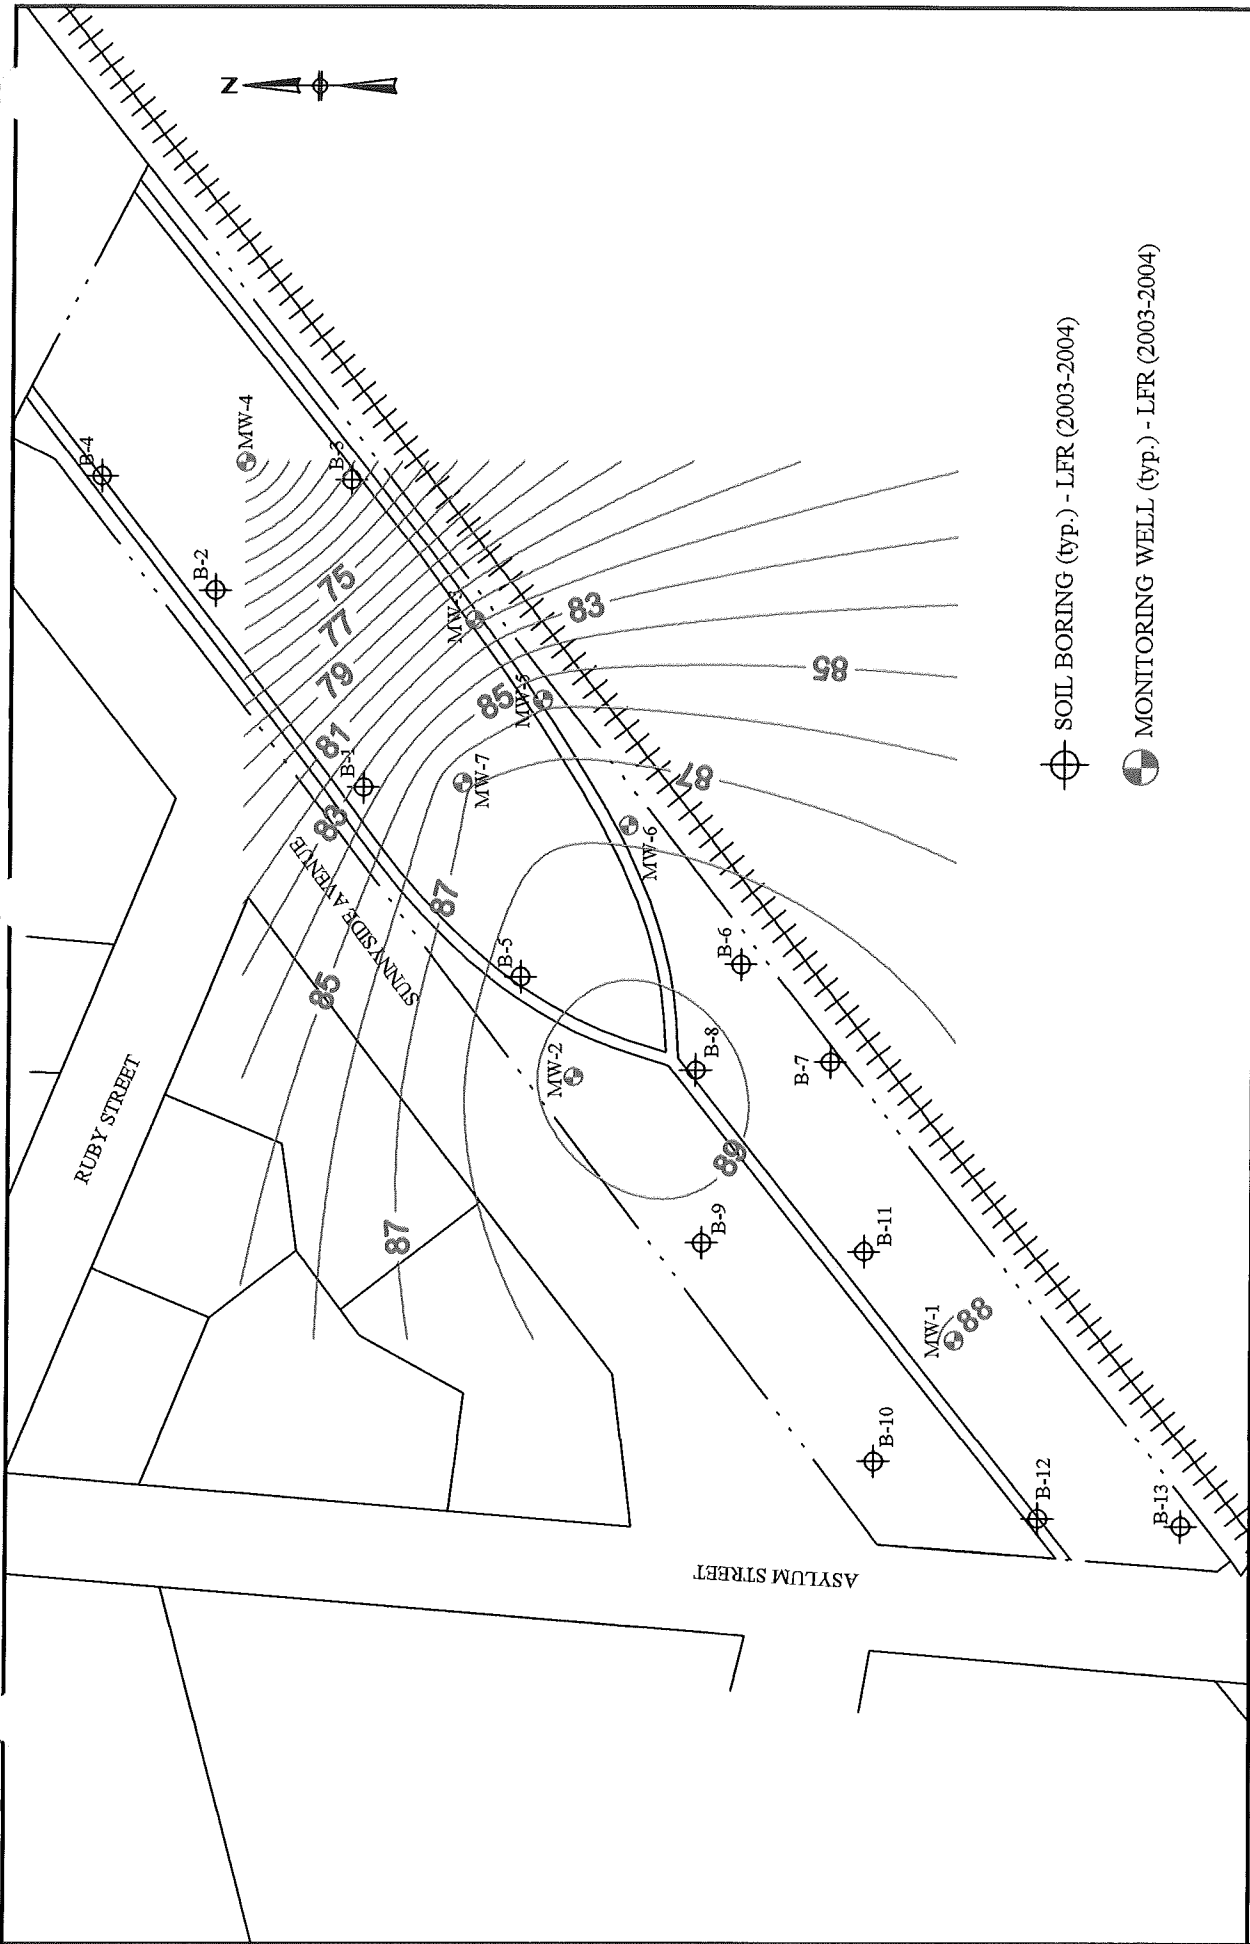 N
B-4
MW-4
B-3
B-2
75
77
MW-3
83
79
85
MW-5
85
81
B-1
MW-7
83
87
MW-6
SUNNYSIDE AVENUE
87
B-5
B-6
85
MW-2
B-8
B-7
RUBY STREET
89
B-9
87
B-11
MW-1
88
B-10
B-12
B-13
ASYLUM STREET
SOIL BORING (typ.) - LFR (2003-2004)
MONITORING WELL (typ.) - LFR (2003-2004)